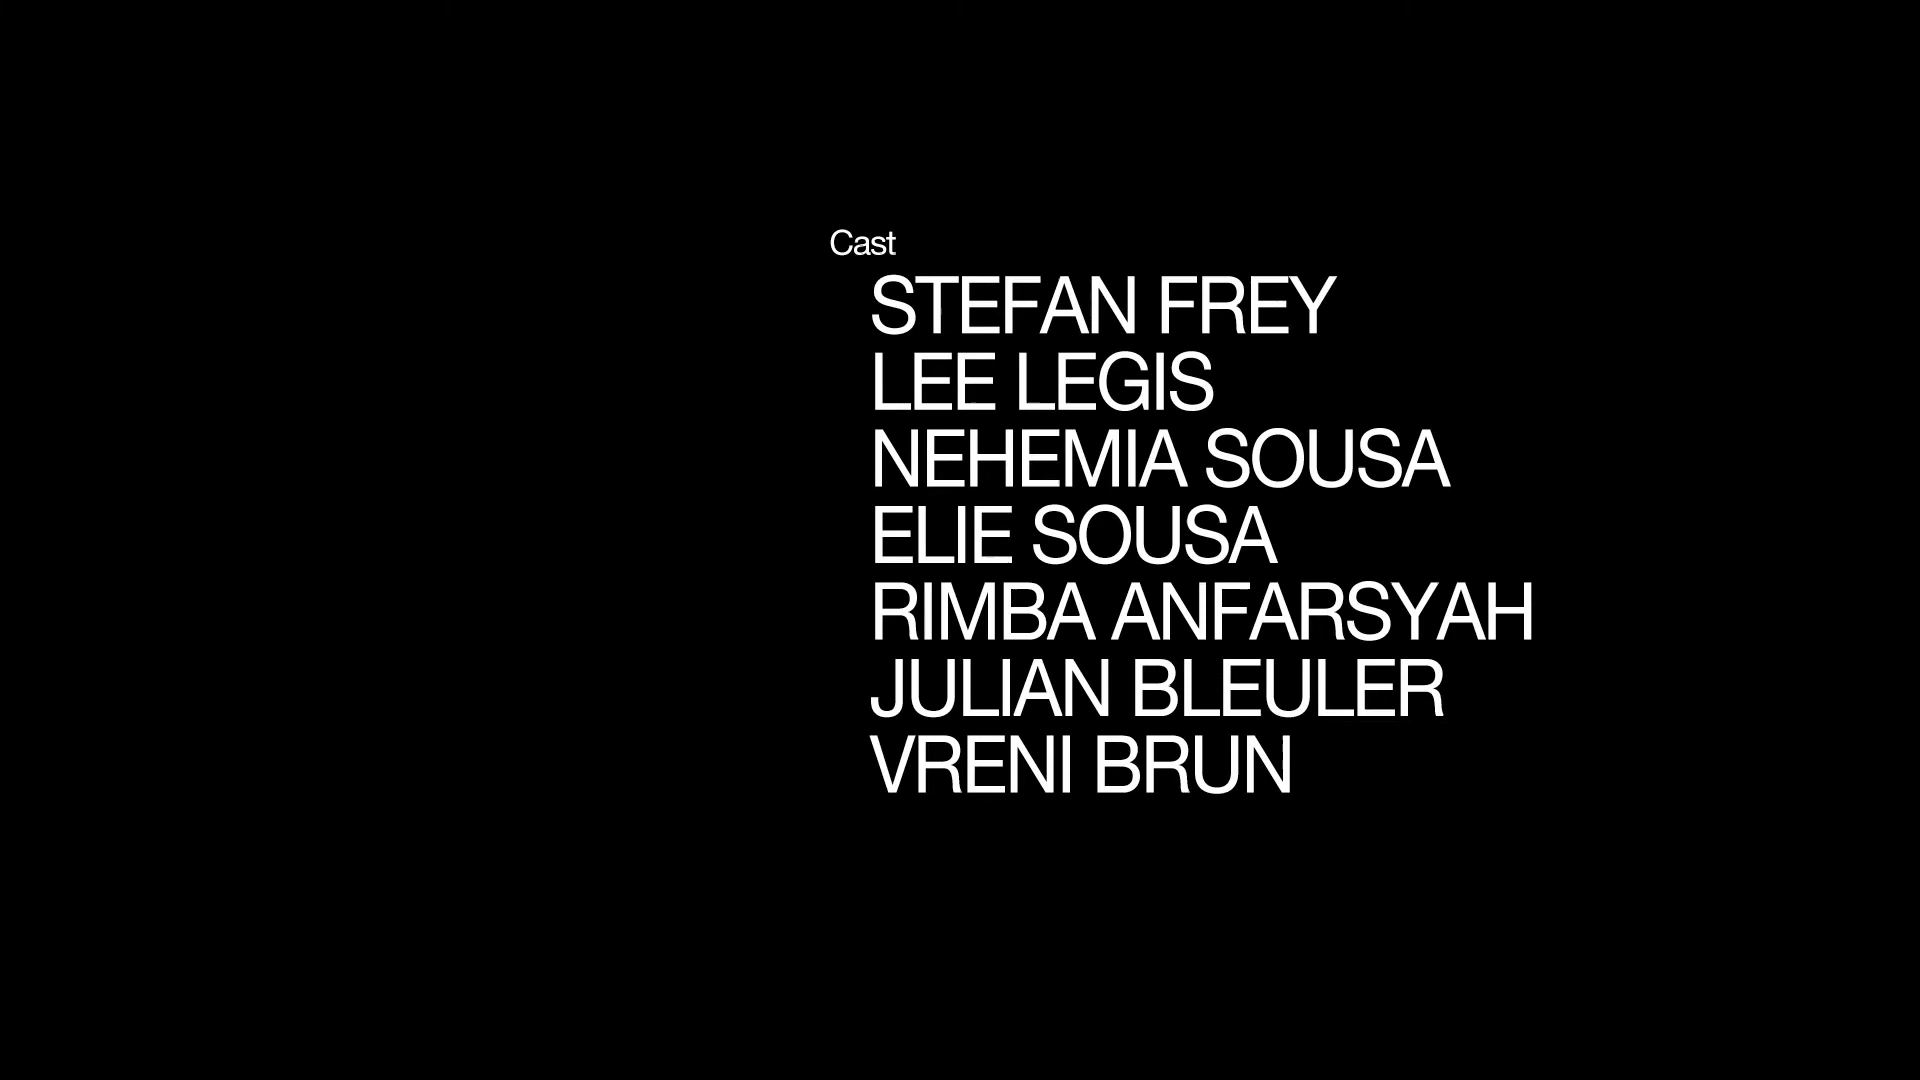 Cast
STEFAN FREY
LEE LEGIS
NEHEMIA SOUSA
ELIE SOUSA
RIMBA ANFARSYAH
JULIAN BLEULER
VRENI BRUN